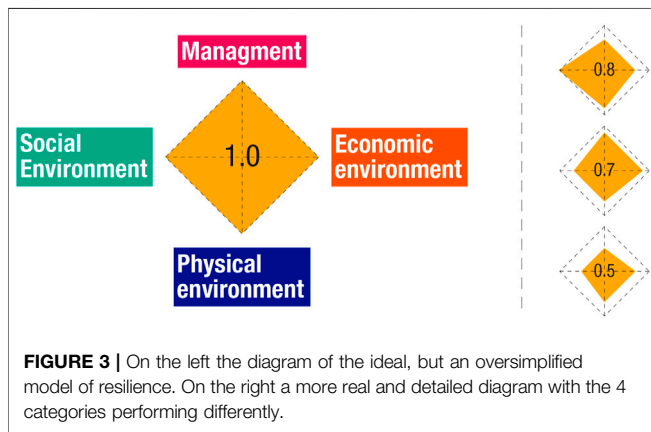 Managment
0.8
Social
Environment
1.0
Economic
environment
0.7
Physical
environment
0.5
FIGURE 3 | On the left the diagram of the ideal, but an oversimplified
model of resilience. On the right a more real and detailed diagram with the 4
categories performing differently.